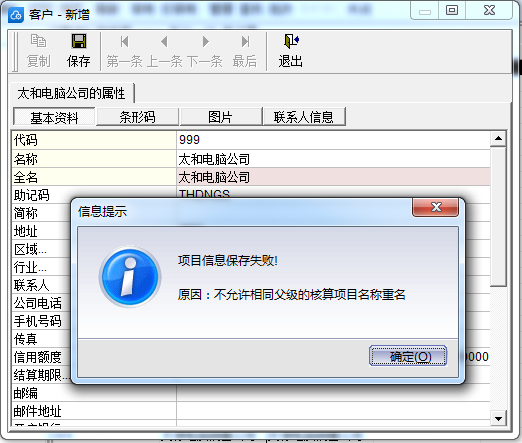 客户 - 新增
复制 保存 第一条 上一条 下一条 最后 退出
太和电脑公司的属性
基本资料 条形码 图片 联系人信息
代码 999
名称 太和电脑公司
全名 太和电脑公司
助记码 THDNGS
简称
信息提示
地址
区域...
项目信息保存失败!
行业...
联系人
原因：不允许相同父级的核算项目名称重名
公司电话
手机号码
传真
信用额度 0000
确定(O)
结算期限...
邮编
邮件地址